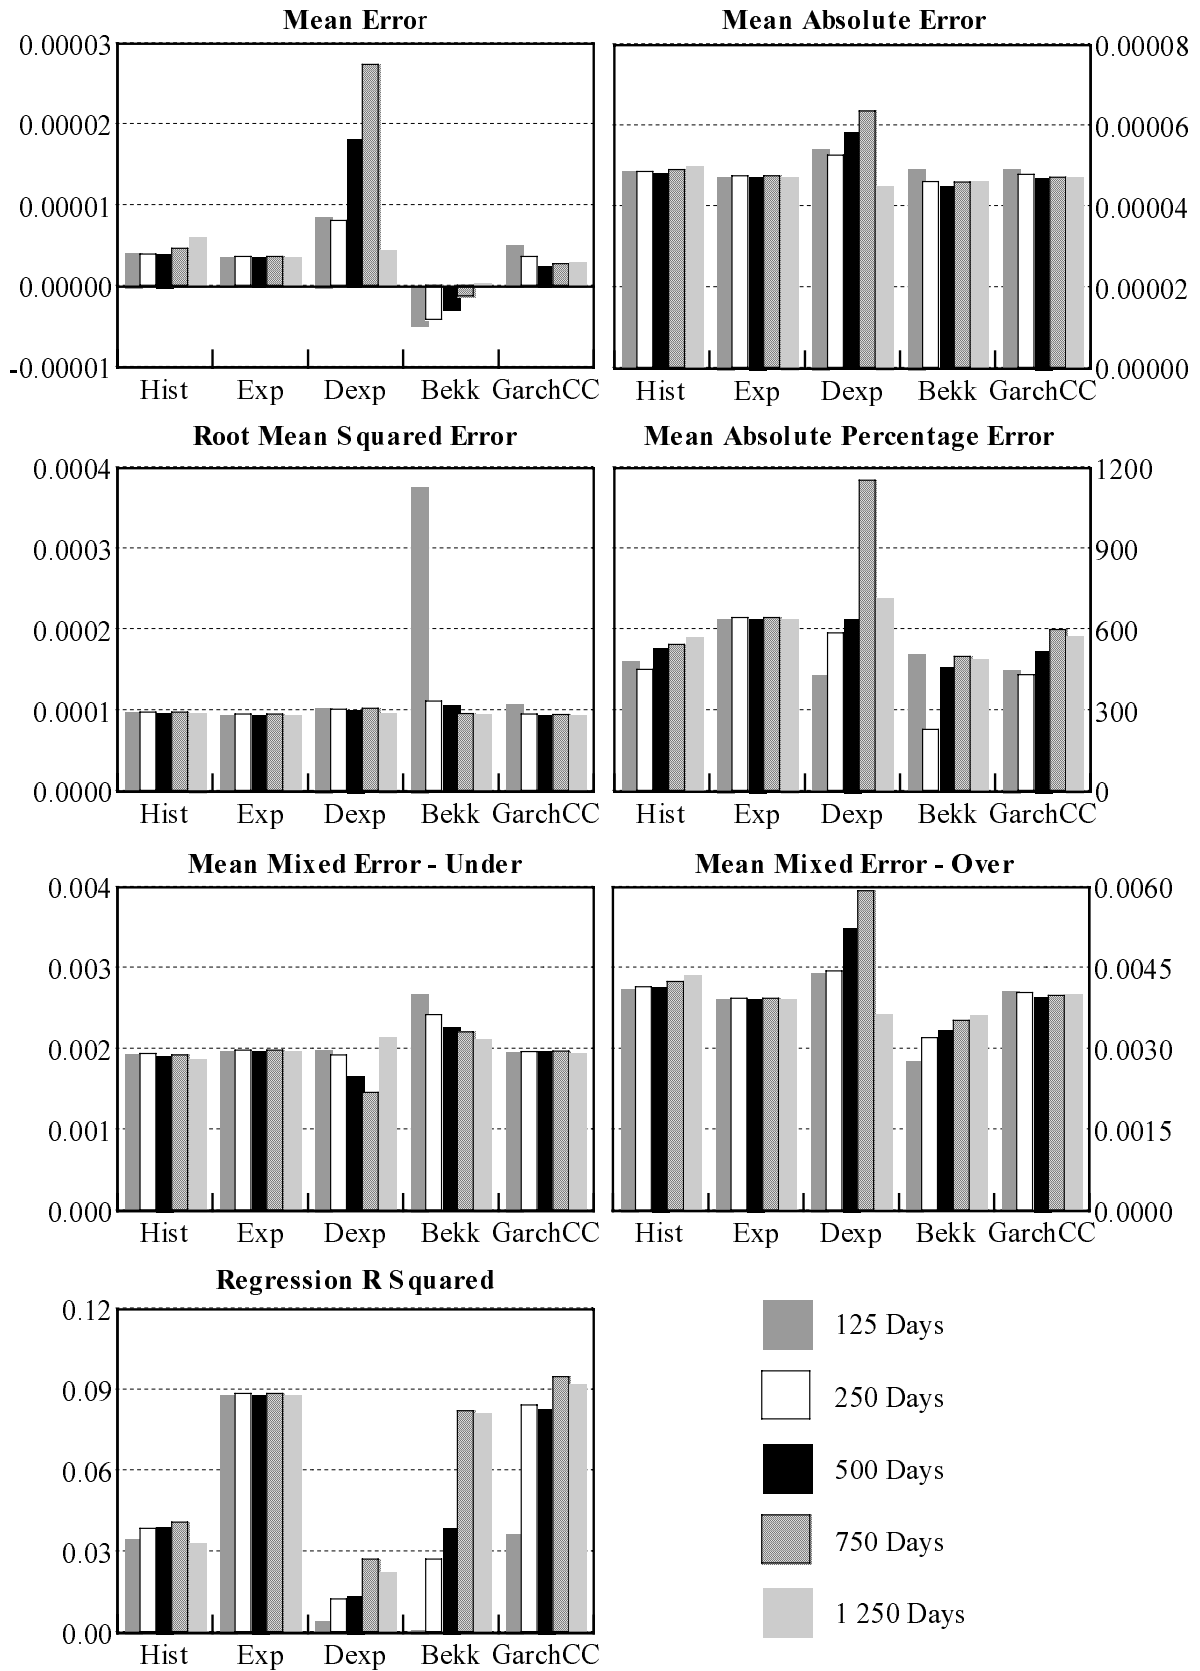 Mean Error
Mean Absolute Error
0.00003
0.00002
0.00001
0.00000
-0.00001
0.00008
0.00006
0.00004
0.00002
0.00000
Hist Exp Dexp Bekk GarchCC
Hist Exp Dexp Bekk GarchCC
Root Mean Squared Error
Mean Absolute Percentage Error
0.0004
0.0003
0.0002
0.0001
0.0000
1200
900
600
300
0
Hist Exp Dexp Bekk GarchCC
Hist Exp Dexp Bekk GarchCC
Mean Mixed Error - Under
Mean Mixed Error - Over
0.004
0.003
0.002
0.001
0.000
0.0060
0.0045
0.0030
0.0015
0.0000
Hist Exp Dexp Bekk GarchCC
Hist Exp Dexp Bekk GarchCC
Regression R Squared
0.12
0.09
0.06
0.03
0.00
Hist Exp Dexp Bekk GarchCC
125 Days
250 Days
500 Days
750 Days
1 250 Days